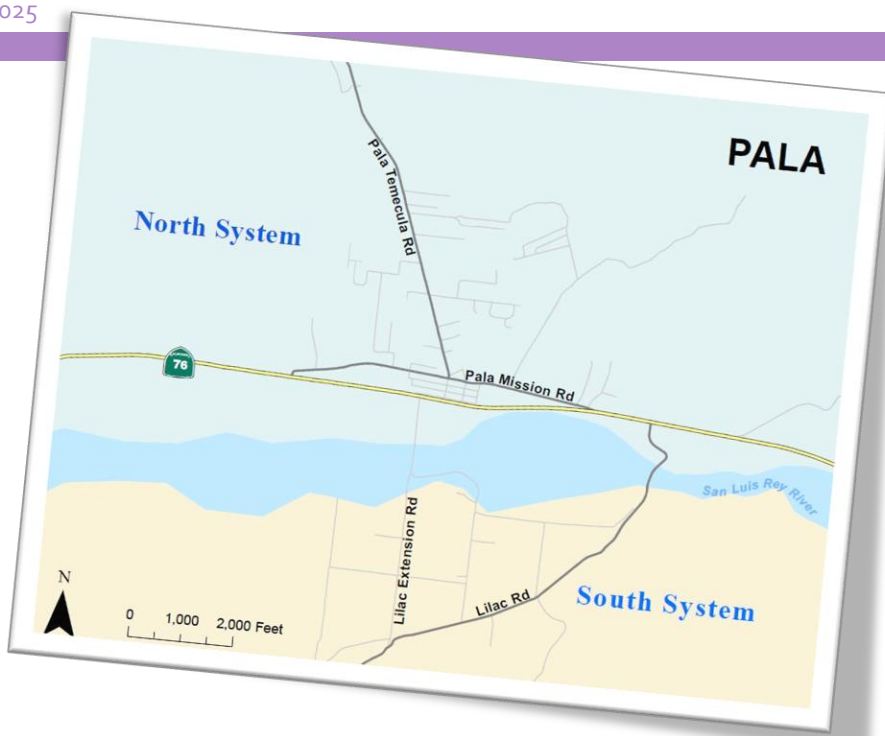 025
PALA
Pala Temecula Rd
North System
76
Pala Mission Rd
San Luis Rey River
Lilac Extension Rd
Lilac Rd
South System
N
0 1,000 2,000 Feet